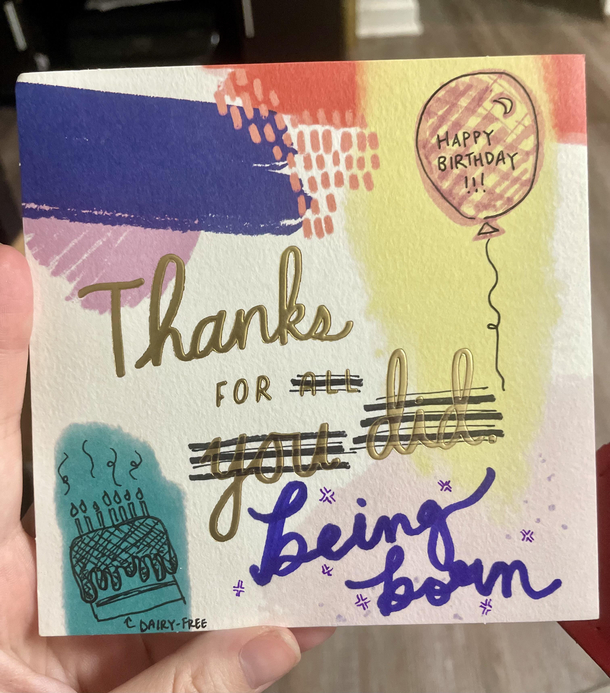 HAPPY
BIRTHDAY
!!!
Thanks
FOR ALL
you did.
being
born
DAIRY-FREE